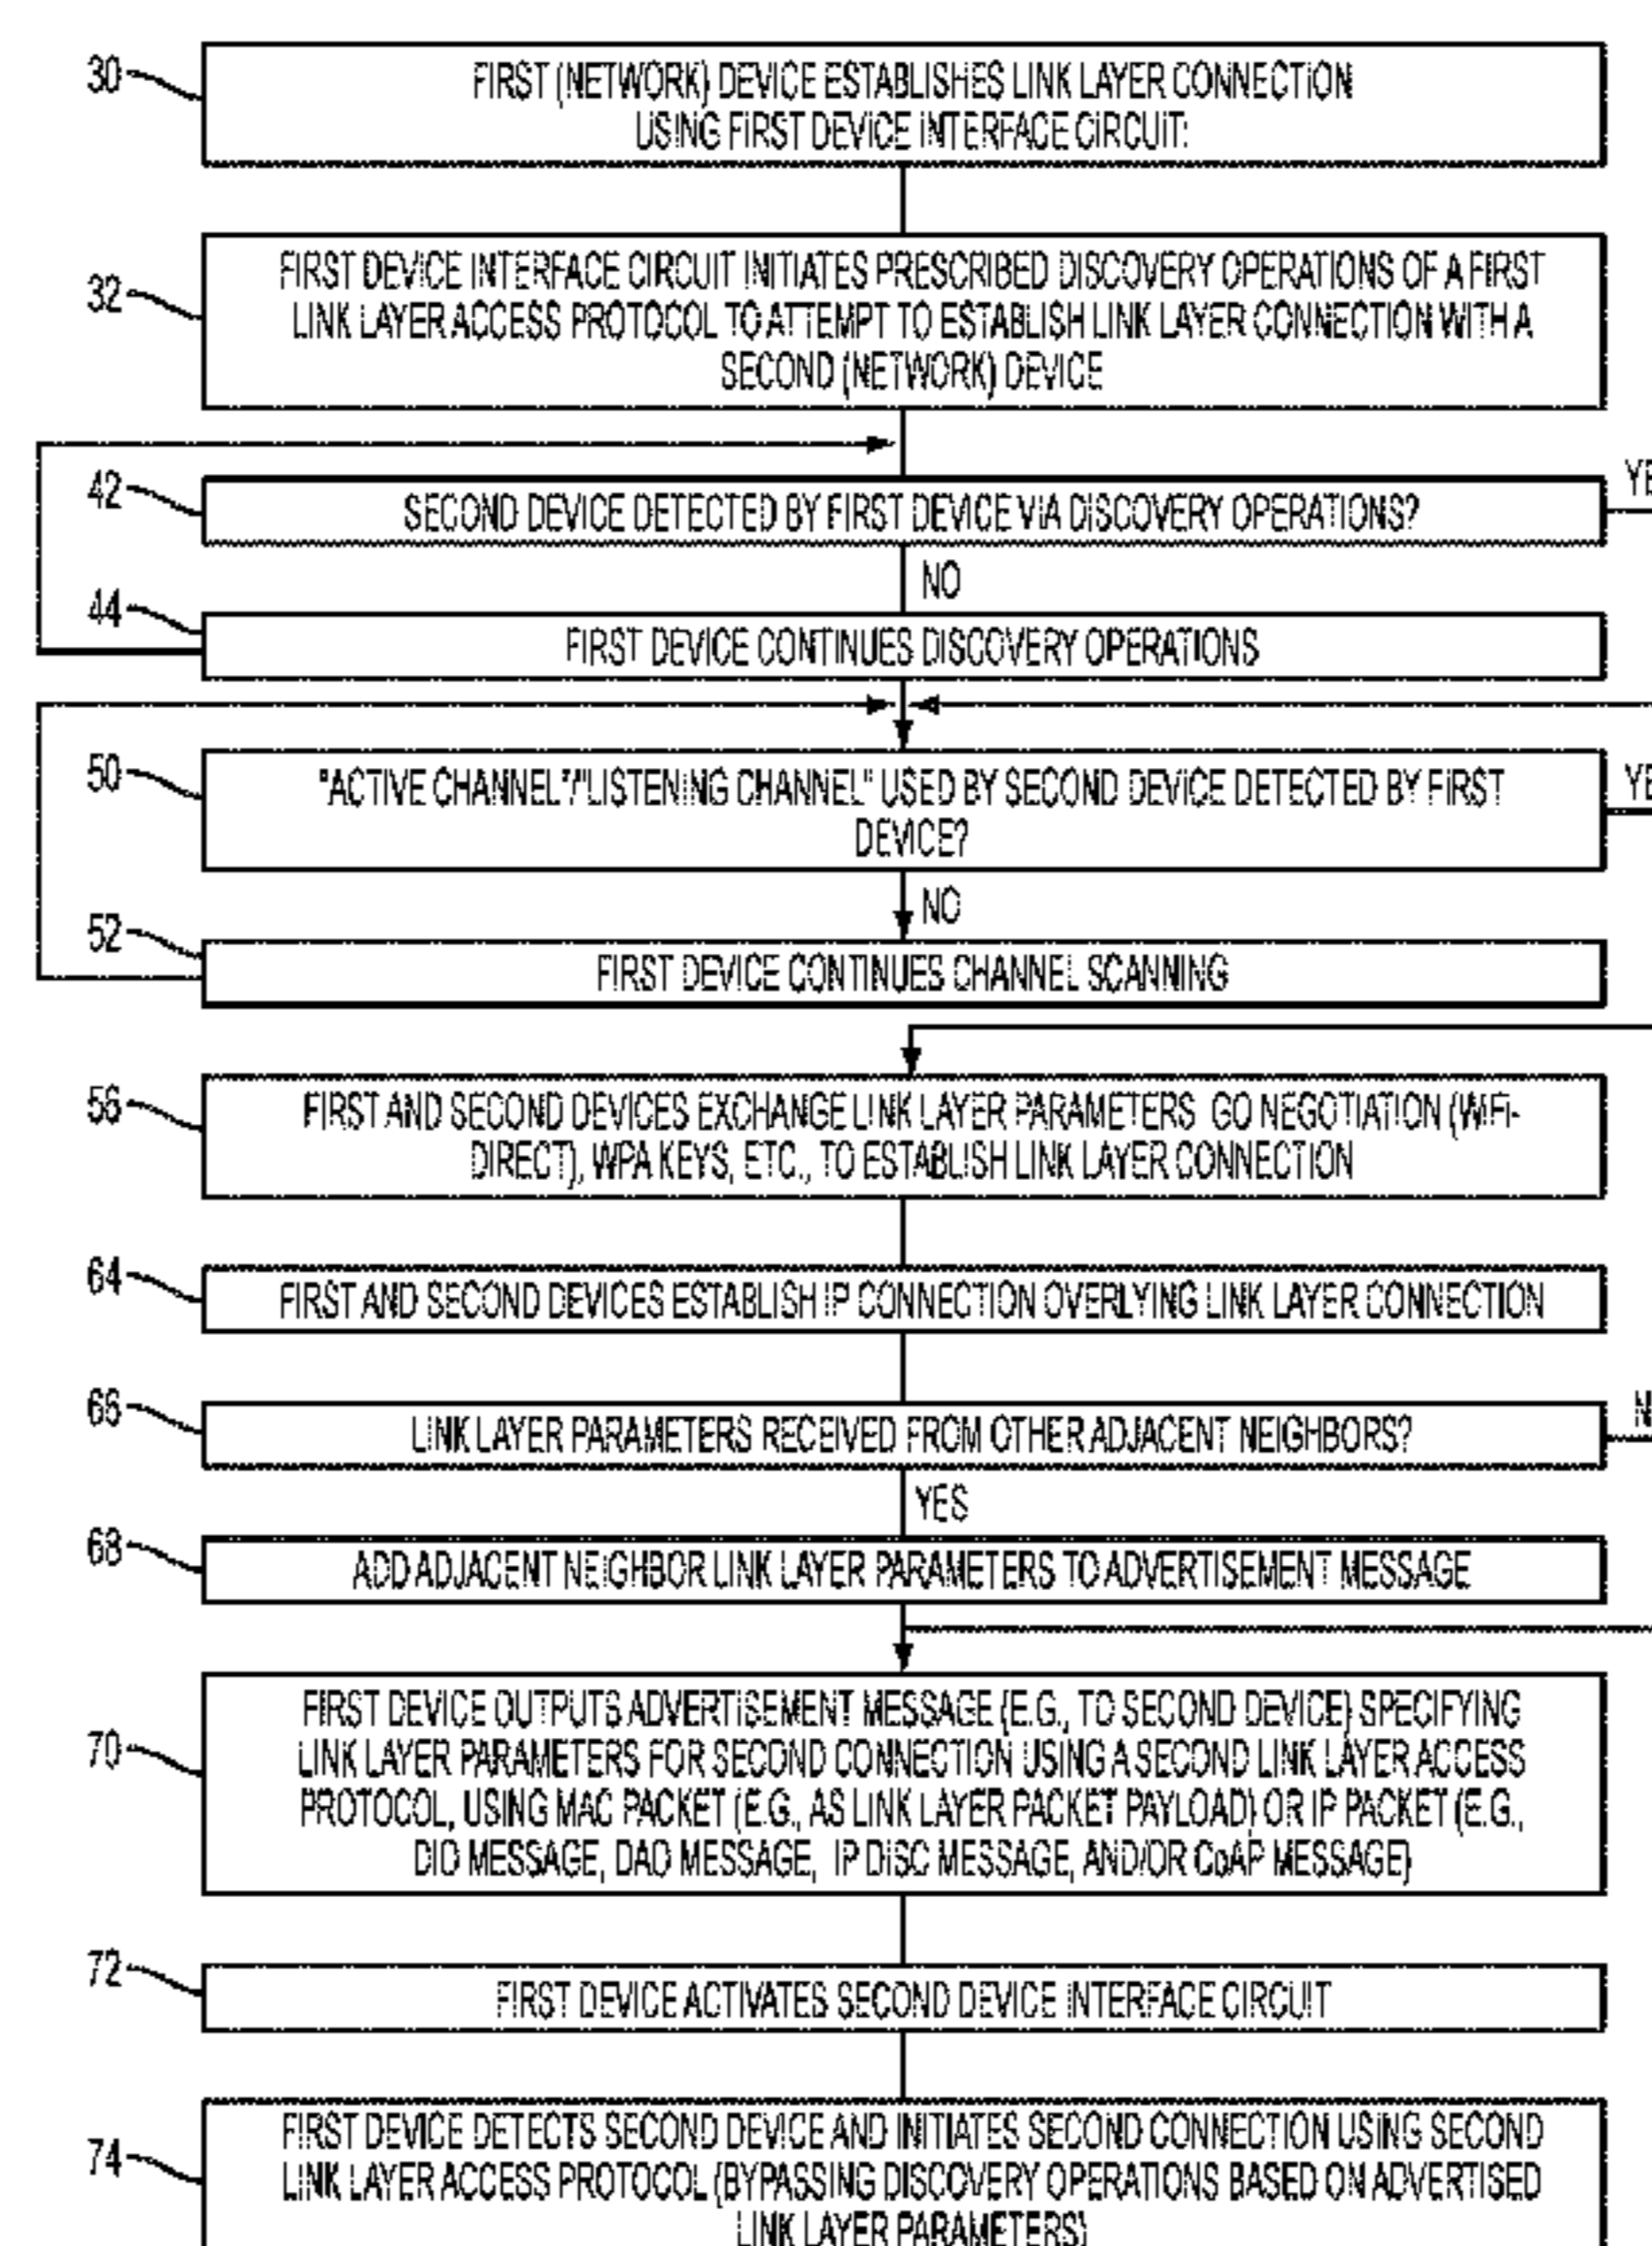 30
FIRST (NETWORK) DEVICE ESTABLISHES LINK LAYER CONNECTION
USING FIRST DEVICE INTERFACE CIRCUIT:
32
FIRST DEVICE INTERFACE CIRCUIT INITIATES PRESCRIBED DISCOVERY OPERATIONS OF A FIRST
LINK LAYER ACCESS PROTOCOL TO ATTEMPT TO ESTABLISH LINK LAYER CONNECTION WITH A
SECOND (NETWORK) DEVICE
42
SECOND DEVICE DETECTED BY FIRST DEVICE VIA DISCOVERY OPERATIONS?
YE
NO
44
FIRST DEVICE CONTINUES DISCOVERY OPERATIONS
50
"ACTIVE CHANNEL"/"LISTENING CHANNEL" USED BY SECOND DEVICE DETECTED BY FIRST
DEVICE?
YE
NO
52
FIRST DEVICE CONTINUES CHANNEL SCANNING
56
FIRST AND SECOND DEVICES EXCHANGE LINK LAYER PARAMETERS GO NEGOTIATION (WIFI-
DIRECT), WPA KEYS, ETC., TO ESTABLISH LINK LAYER CONNECTION
64
FIRST AND SECOND DEVICES ESTABLISH IP CONNECTION OVERLYING LINK LAYER CONNECTION
66
LINK LAYER PARAMETERS RECEIVED FROM OTHER ADJACENT NEIGHBORS?
N
YES
68
ADD ADJACENT NEIGHBOR LINK LAYER PARAMETERS TO ADVERTISEMENT MESSAGE
70
FIRST DEVICE OUTPUTS ADVERTISEMENT MESSAGE (E.G., TO SECOND DEVICE) SPECIFYING
LINK LAYER PARAMETERS FOR SECOND CONNECTION USING A SECOND LINK LAYER ACCESS
PROTOCOL, USING MAC PACKET (E.G., AS LINK LAYER PACKET PAYLOAD) OR IP PACKET (E.G.,
DIO MESSAGE, DAO MESSAGE, IP DISC MESSAGE, AND/OR CoAP MESSAGE)
72
FIRST DEVICE ACTIVATES SECOND DEVICE INTERFACE CIRCUIT
74
FIRST DEVICE DETECTS SECOND DEVICE AND INITIATES SECOND CONNECTION USING SECOND
LINK LAYER ACCESS PROTOCOL (BYPASSING DISCOVERY OPERATIONS BASED ON ADVERTISED
LINK LAYER PARAMETERS)